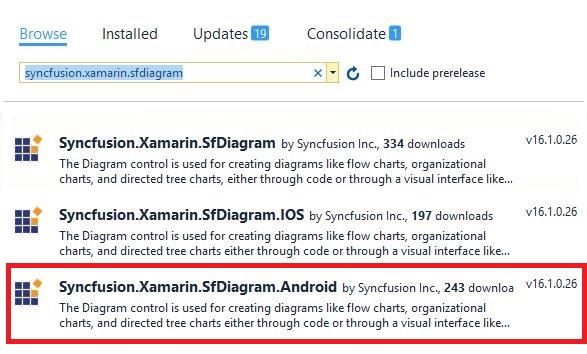 Browse Installed Updates 19 Consolidate 1
syncfusion.xamarin.sfdiagram Include prerelease
Syncfusion.Xamarin.SfDiagram by Syncfusion Inc., 334 downloads v16.1.0.26
The Diagram control is used for creating diagrams like flow charts, organizational
charts, and directed tree charts, either through code or through a visual interface like...
Syncfusion.Xamarin.SfDiagram.IOS by Syncfusion Inc., 197 downloads v16.1.0.26
The Diagram control is used for creating diagrams like flow charts, organizational
charts, and directed tree charts, either through code or through a visual interface like...
Syncfusion.Xamarin.SfDiagram.Android by Syncfusion Inc., 243 downloa v16.1.0.26
The Diagram control is used for creating diagrams like flow charts, organizational
charts, and directed tree charts either through code or through a visual interface like...